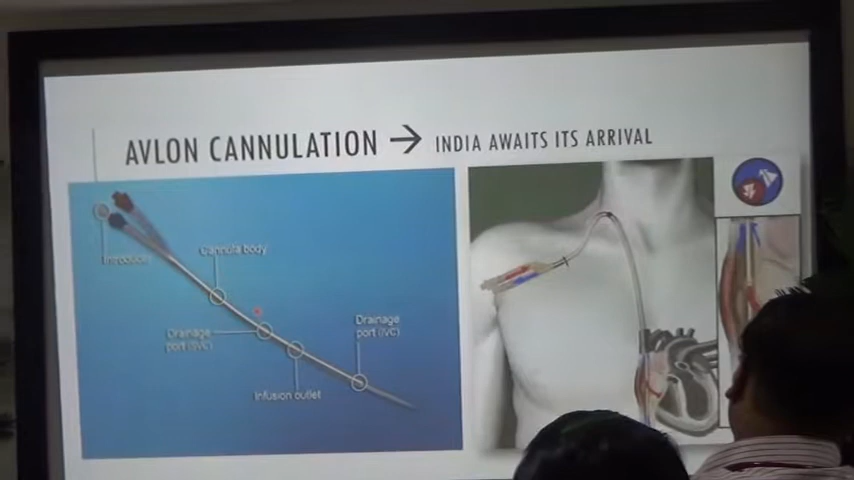 AVLON CANNULATION → INDIA AWAITS ITS ARRIVAL
Introducer
Cannula body
Drainage
port (SVC)
Drainage
port (IVC)
Infusion outlet